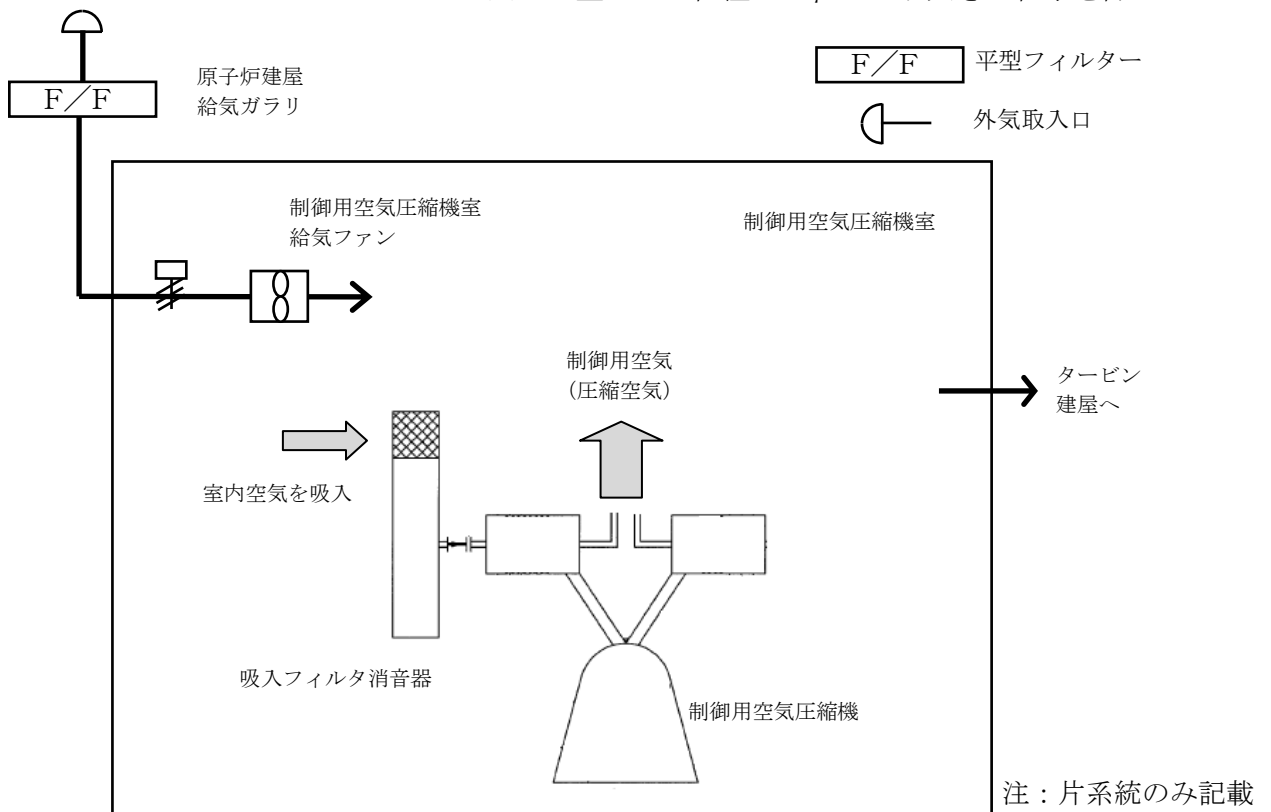 F／F
原子炉建屋
給気ガラリ
F／F
平型フィルター
外気取入口
制御用空気圧縮機室
給気ファン
制御用空気圧縮機室
制御用空気
(圧縮空気)
タービン
建屋へ
室内空気を吸入
吸入フィルタ消音器
制御用空気圧縮機
注：片系統のみ記載